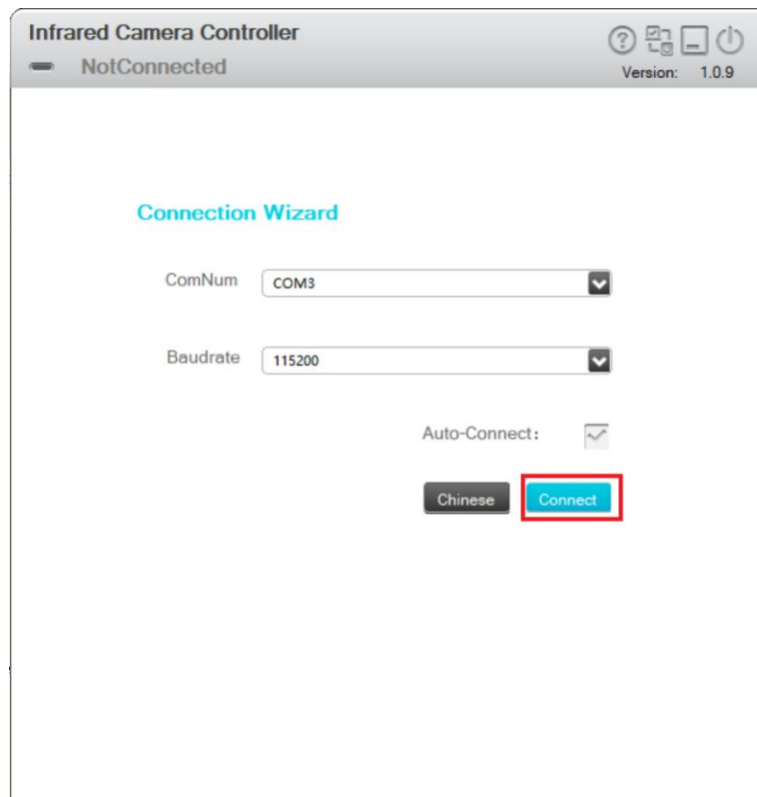 Infrared Camera Controller
NotConnected
Version: 1.0.9
Connection Wizard
ComNum COM3
Baudrate 115200
Auto-Connect:
Chinese Connect